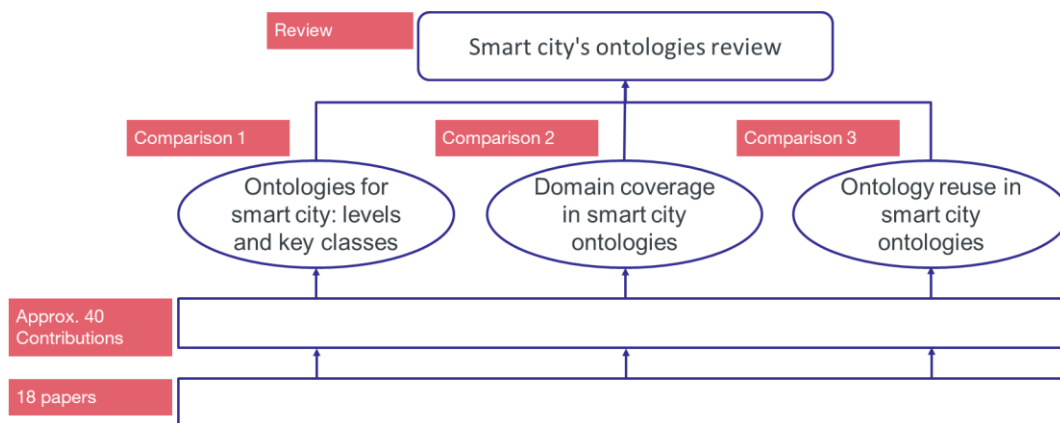 Review
Smart city's ontologies review
Comparison 1
Comparison 2
Comparison 3
Ontologies for
smart city: levels
and key classes
Domain coverage
in smart city
ontologies
Ontology reuse in
smart city
ontologies
Approx. 40
Contributions
18 papers